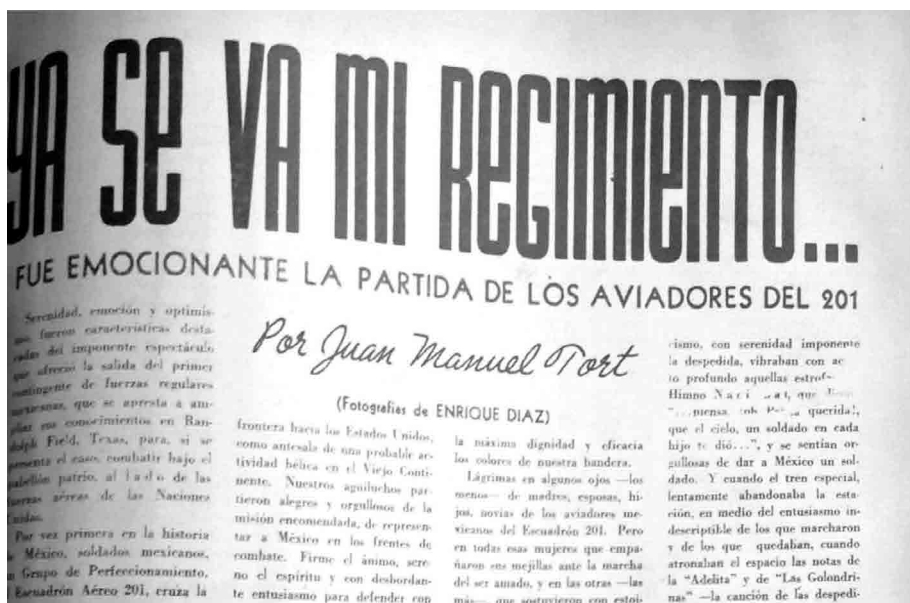 YA SE VA MI REGIMIENTO...
FUE EMOCIONANTE LA PARTIDA DE LOS AVIADORES DEL 201
Por Juan Manuel Tort
(Fotografías de ENRIQUE DIAZ)
Serenidad, emoción y optimis-
fueron características desta-
cadas del imponente espectáculo
que ofreció la salida del primer
contingente de fuerzas regulares
mexicanas, que se apresta a am-
pliar sus conocimientos en Ran-
dolph Field, Texas, para, si se
presenta el caso, combatir bajo el
pabellón patrio, al lado de las
fuerzas aéreas de las Naciones
Unidas.
Por vez primera en la historia
de México, soldados mexicanos,
Grupo de Perfeccionamiento,
Escuadrón Aéreo 201, cruza la
frontera hacia los Estados Unidos,
como antesala de una probable ac-
tividad bélica en el Viejo Conti-
nente. Nuestros aguiluchos par-
tieron alegres y orgullosos de la
misión encomendada, de represen-
tar a México en los frentes de
combate. Firme el ánimo, sere-
no el espíritu y con desbordan-
te entusiasmo para defender con
la máxima dignidad y eficacia
los colores de nuestra bandera.
Lágrimas en algunos ojos —los
menos— de madres, esposas, hi-
jos, novias de los aviadores me-
xicanos del Escuadrón 201. Pero
en todas esas mujeres que empa-
ñaron sus mejillas ante la marcha
del ser amado, y en las otras —las
más— que sostuvieron con estoi-
cismo, con serenidad imponente
la despedida, vibraban con
to profundo aquellas estrof
Himno
"...piensa, ¡oh querida!,
que el cielo, un soldado en cada
hijo te dió...", y se sentían or-
gullosas de dar a México un sol-
dado. Y cuando el tren especial,
lentamente abandonaba la esta-
ción, en medio del entusiasmo in-
descriptible de los que marcharon
y de los que quedaban, cuando
atronaban el espacio las notas de
la "Adelita" y de "Las Golondri-
nas" —la canción de las despedi-